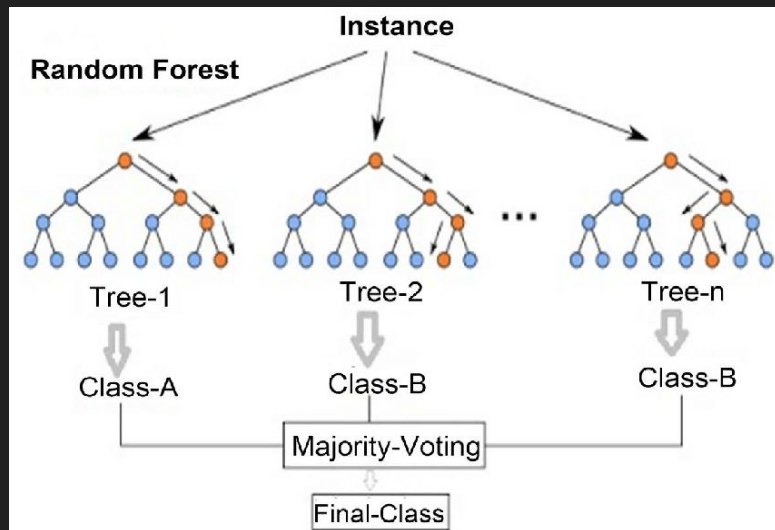 Instance
Random Forest
...
Tree-1
Tree-2
Tree-n
Class-A
Class-B
Class-B
Majority-Voting
Final-Class